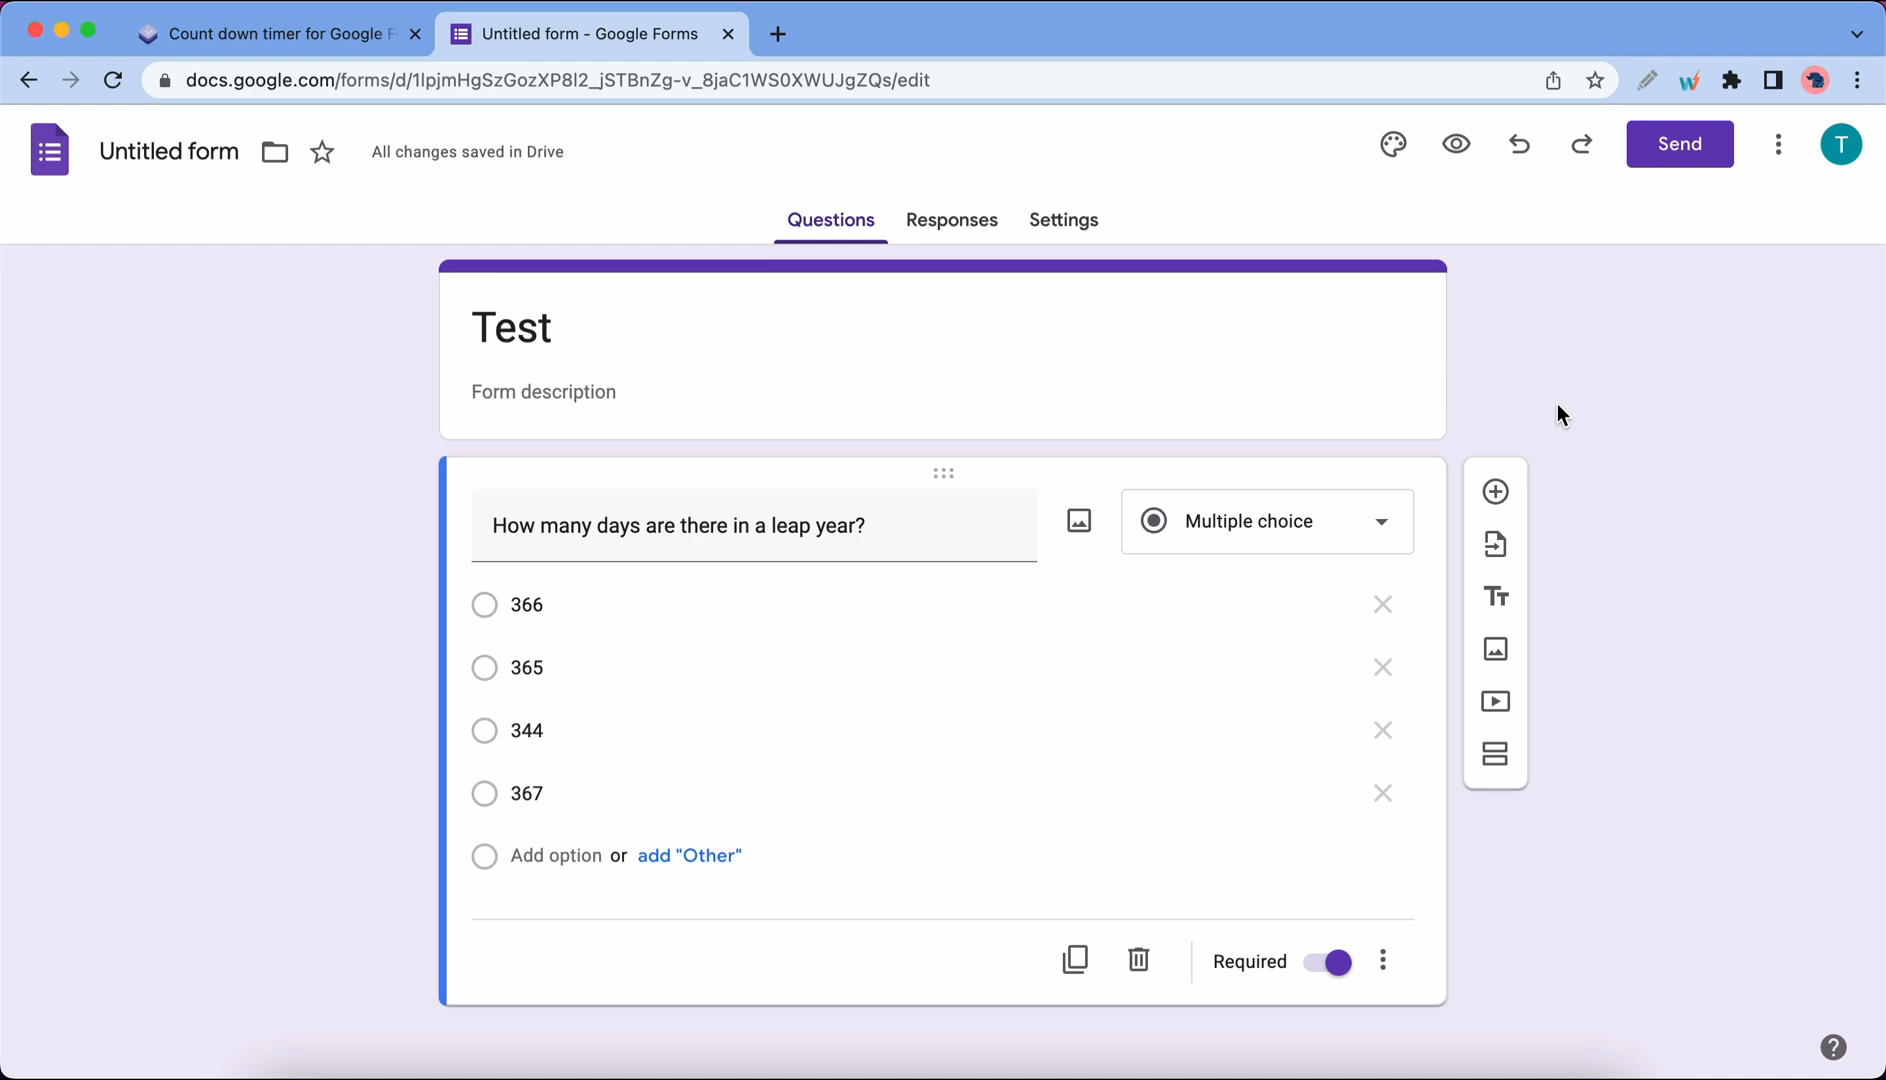 Count down timer for Google F
Untitled form - Google Forms
docs.google.com/forms/d/1lpjmHgSzGozXP8l2_jSTBnZg-v_8jaC1WS0XWUJgZQs/edit
Untitled form
All changes saved in Drive
Send
T
Questions Responses Settings
Test
Form description
How many days are there in a leap year?
Multiple choice
366
365
344
367
Add option or add "Other"
Required